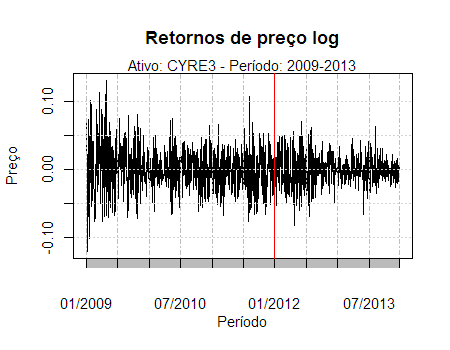 Retornos de preço log
Ativo: CYRE3 - Período: 2009-2013
Preço
0.10
0.00
-0.10
01/2009 07/2010 01/2012 07/2013
Período